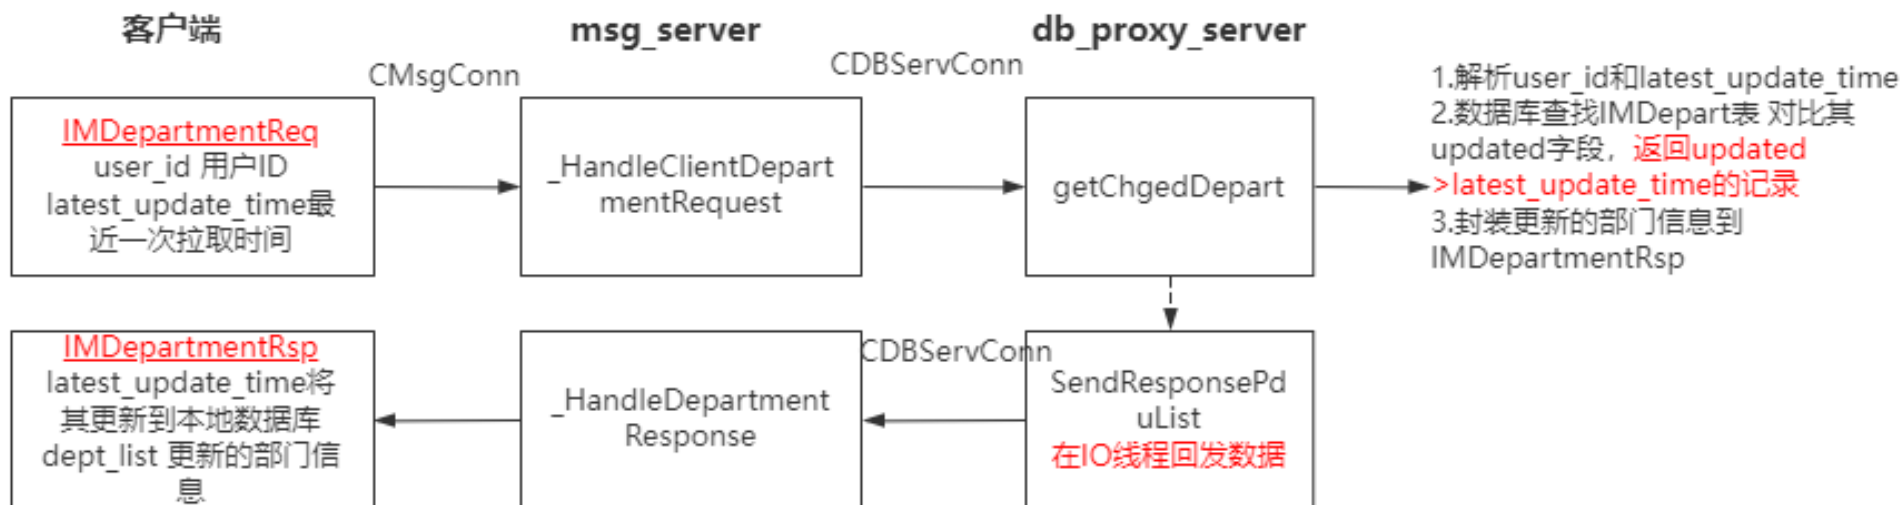 客户端
msg_server
db_proxy_server
CMsgConn
CDBServConn
IMDepartmentReq
user_id 用户ID
latest_update_time最
近一次拉取时间
_HandleClientDepar
tmentRequest
getChgedDepart
1.解析user_id和latest_update_time
2.数据库查找IMDepart表 对比其
updated字段，返回updated
>latest_update_time的记录
3.封装更新的部门信息到
IMDepartmentRsp
IMDepartmentRsp
latest_update_time将
其更新到本地数据库
dept_list 更新的部门信
息
_HandleDepartment
Response
CDBServConn
SendResponsePd
uList
在IO线程回发数据